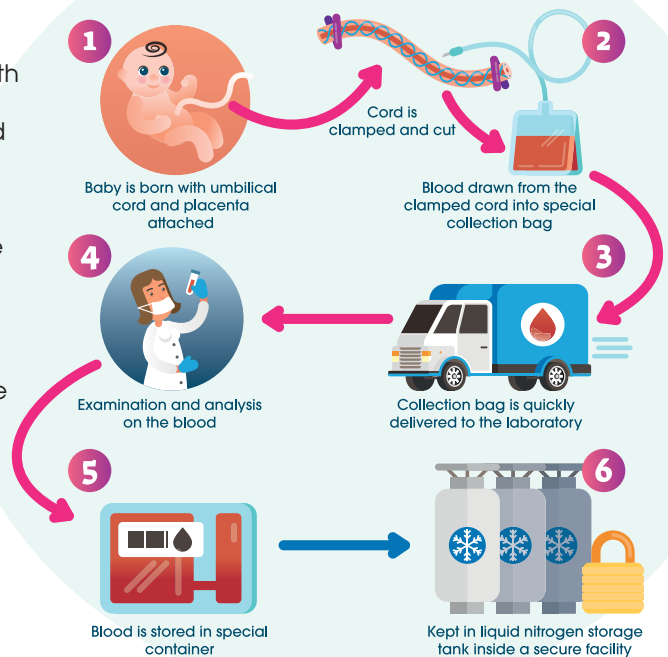 1
2
th
d
e
e
Cord is
clamped and cut
Baby is born with umbilical
cord and placenta
attached
Blood drawn from the
clamped cord into special
collection bag
4
3
Examination and analysis
on the blood
Collection bag is quickly
delivered to the laboratory
5
6
Blood is stored in special
container
Kept in liquid nitrogen storage
tank inside a secure facility